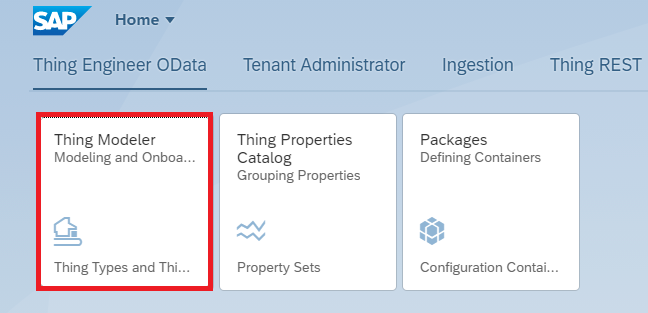 SAP Home
Thing Engineer OData Tenant Administrator Ingestion Thing REST
Thing Modeler
Modeling and Onboa...
Thing Types and Thi...
Thing Properties
Catalog
Grouping Properties
Property Sets
Packages
Defining Containers
Configuration Contai...